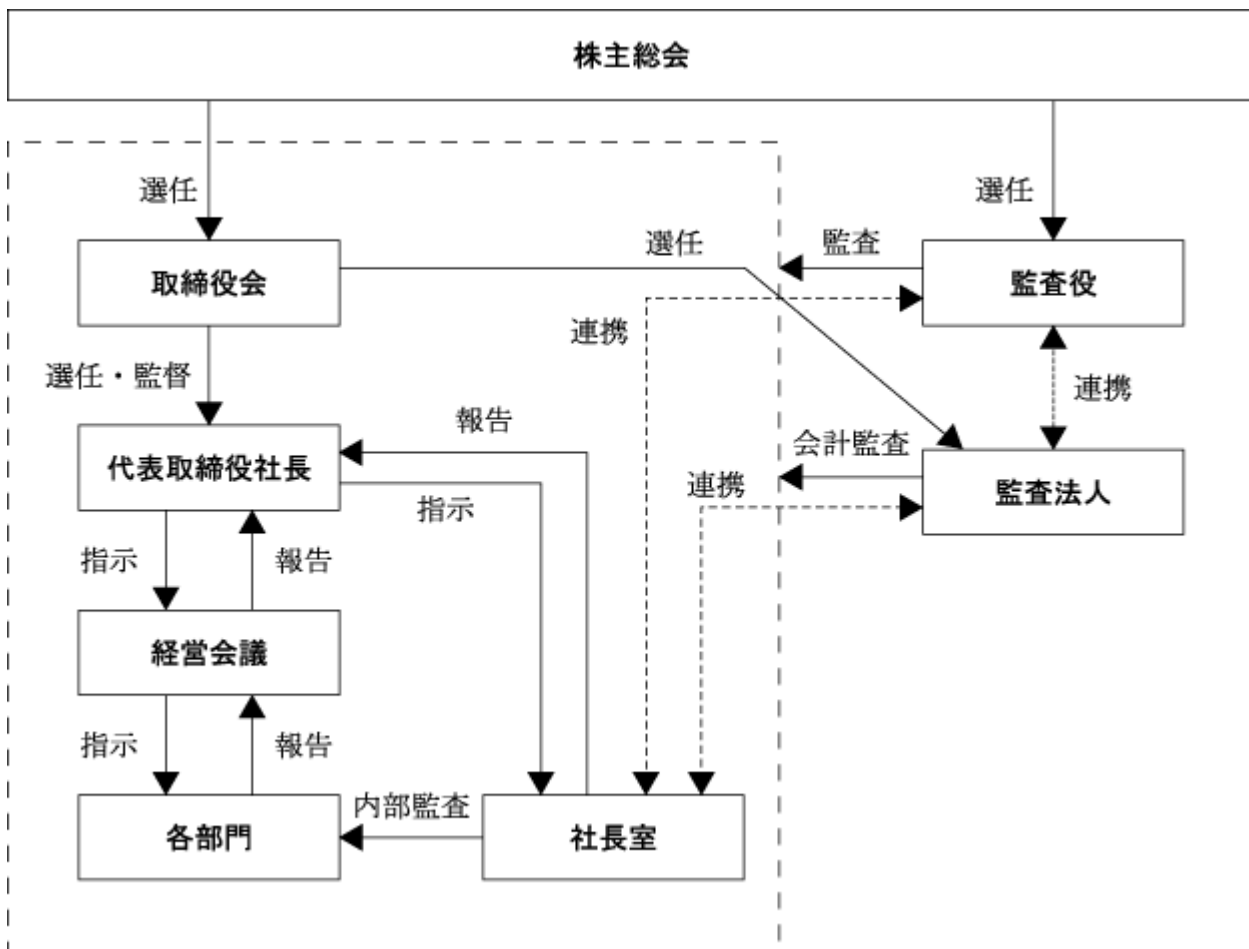 株主総会
選任
選任
取締役会
選任
監査
監査役
連携
選任・監督
連携
報告
会計監査
代表取締役社長
指示
連携
監査法人
指示
報告
経営会議
指示
報告
内部監査
各部門
社長室